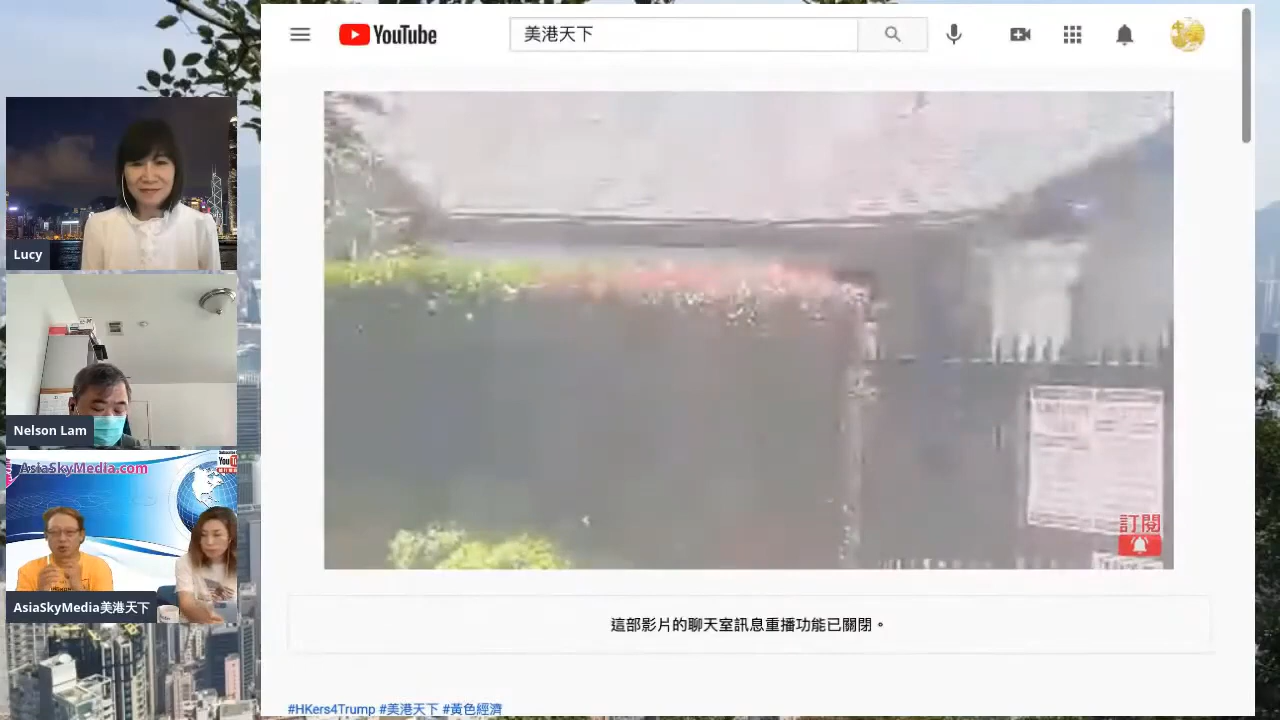 YouTube
美港天下
Lucy
Nelson Lam
AsiaSkyMedia.com
AsiaSkyMedia美港天下
訂閱
這部影片的聊天室訊息重播功能已關閉。
#HKers4Trump #美港天下 #黃色經濟